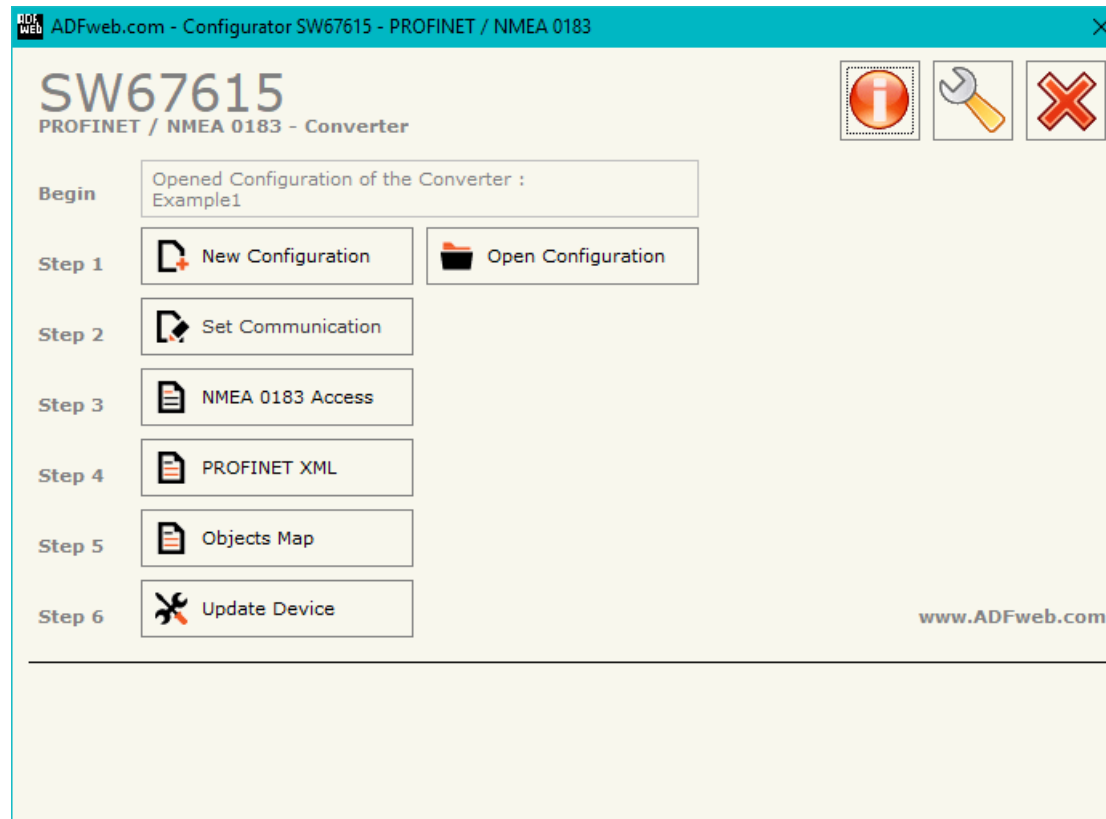 ADF
WEB
ADFweb.com - Configurator SW67615 - PROFINET / NMEA 0183
SW67615
PROFINET / NMEA 0183 - Converter
Begin
Opened Configuration of the Converter :
Example1
Step 1
New Configuration
Open Configuration
Step 2
Set Communication
Step 3
NMEA 0183 Access
Step 4
PROFINET XML
Step 5
Objects Map
Step 6
Update Device
www.ADFweb.com